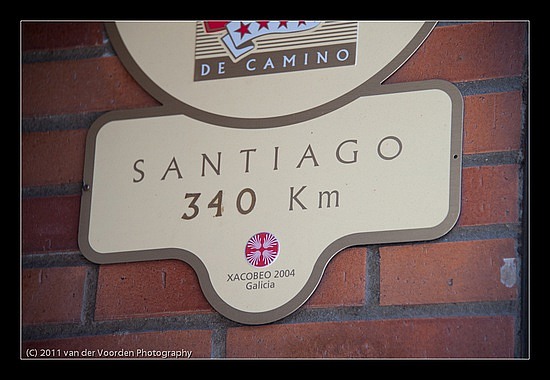 DE CAMINO
SANTIAGO
340 Km
XACOBEO 2004
Galicia
(C) 2011 van der Voorden Photography